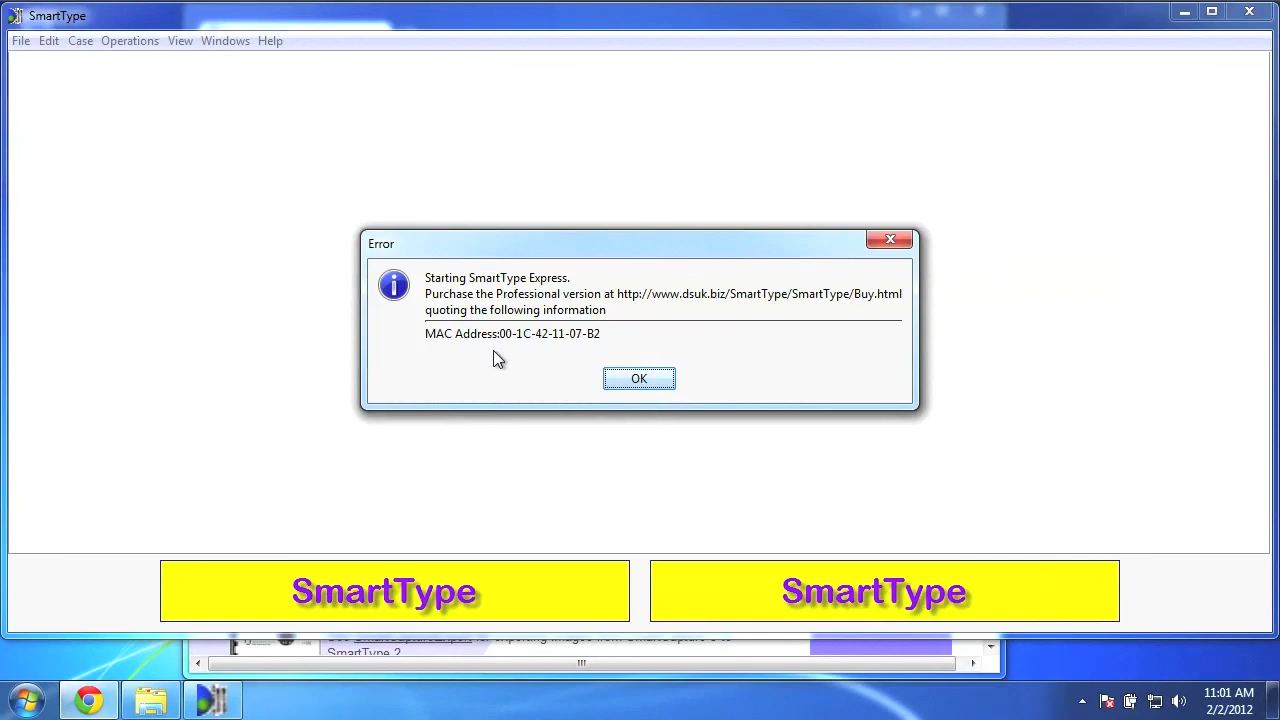 SmartType
File Edit Case Operations View Windows Help
Error
Starting SmartType Express.
Purchase the Professional version at http://www.dsuk.biz/SmartType/SmartType/Buy.html
quoting the following information
MAC Address:00-1C-42-11-07-B2
OK
SmartType SmartType
SmartType 2
11:01 AM
2/2/2012